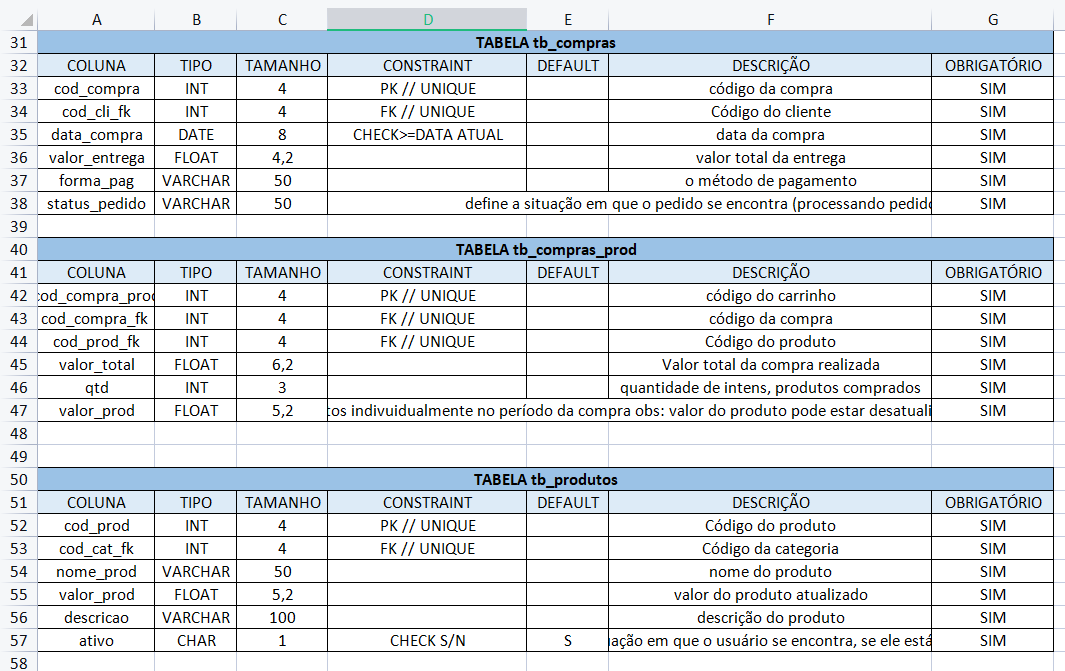 A B C D E F G
31 TABELA tb_compras
32 COLUNA TIPO TAMANHO CONSTRAINT DEFAULT DESCRIÇÃO OBRIGATÓRIO
33 cod_compra INT 4 PK // UNIQUE código da compra SIM
34 cod_cli_fk INT 4 FK // UNIQUE Código do cliente SIM
35 data_compra DATE 8 CHECK>=DATA ATUAL data da compra SIM
36 valor_entrega FLOAT 4,2 valor total da entrega SIM
37 forma_pag VARCHAR 50 o método de pagamento SIM
38 status_pedido VARCHAR 50 define a situação em que o pedido se encontra (processando SIM
39
40 TABELA tb_compras_prod
41 COLUNA TIPO TAMANHO CONSTRAINT DEFAULT DESCRIÇÃO OBRIGATÓRIO
42 INT 4 PK // UNIQUE código do carrinho SIM
43 cod_compra_fk INT 4 FK // UNIQUE código da compra SIM
44 cod_prod_fk INT 4 FK // UNIQUE Código do produto SIM
45 valor_total FLOAT 6,2 Valor total da compra realizada SIM
46 qtd INT 3 quantidade de intens, produtos comprados SIM
47 valor_prod FLOAT 5,2 indivuidualmente no período da compra obs: valor do produto pode estar SIM
48
49
50 TABELA tb_produtos
51 COLUNA TIPO TAMANHO CONSTRAINT DEFAULT DESCRIÇÃO OBRIGATÓRIO
52 cod_prod INT 4 PK // UNIQUE Código do produto SIM
53 cod_cat_fk INT 4 FK // UNIQUE Código da categoria SIM
54 nome_prod VARCHAR 50 nome do produto SIM
55 valor_prod FLOAT 5,2 valor do produto atualizado SIM
56 descricao VARCHAR 100 descrição do produto SIM
57 ativo CHAR 1 CHECK S/N S em que o usuário se encontra, se ele está SIM
58